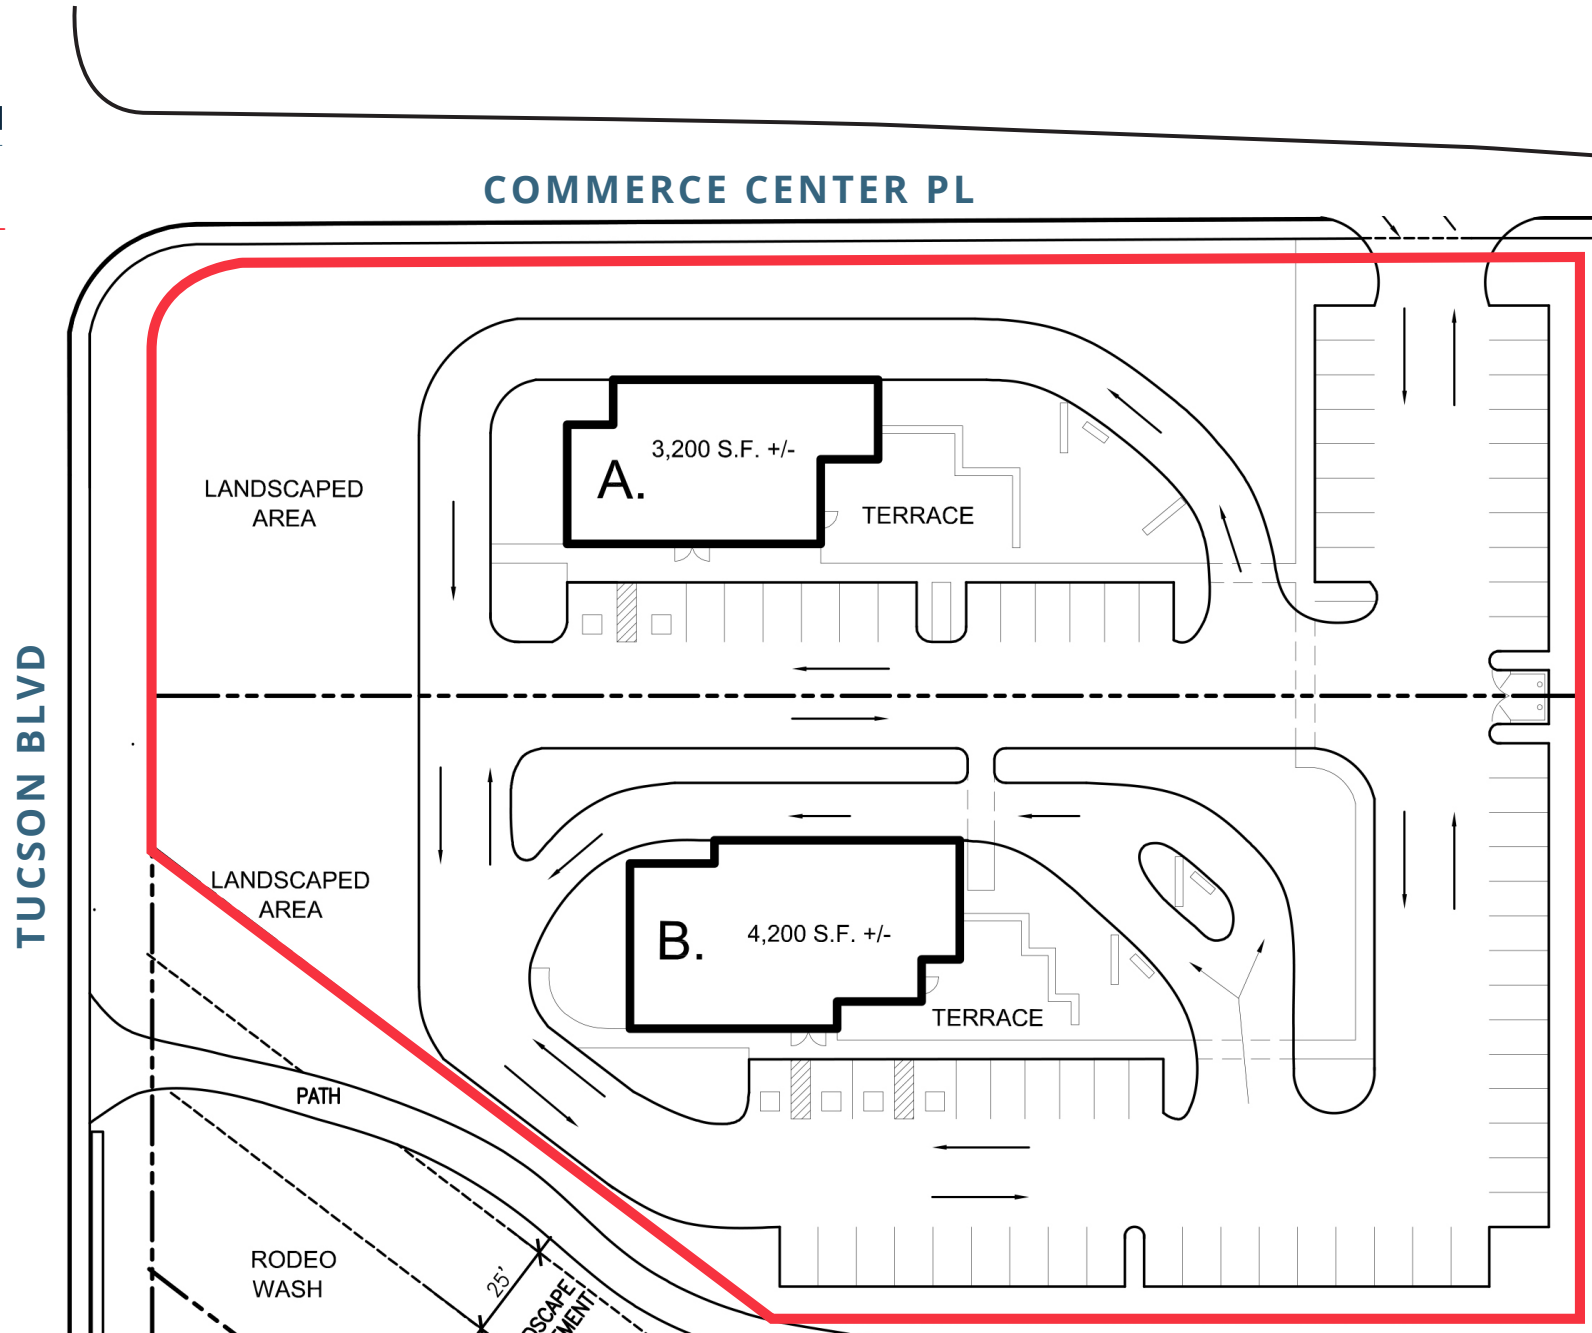 COMMERCE CENTER PL
3,200 S.F. +/-
A.
LANDSCAPED
AREA
TERRACE
TUCSON BLVD
LANDSCAPED
AREA
B.
4,200 S.F. +/-
TERRACE
PATH
RODEO
WASH
25'